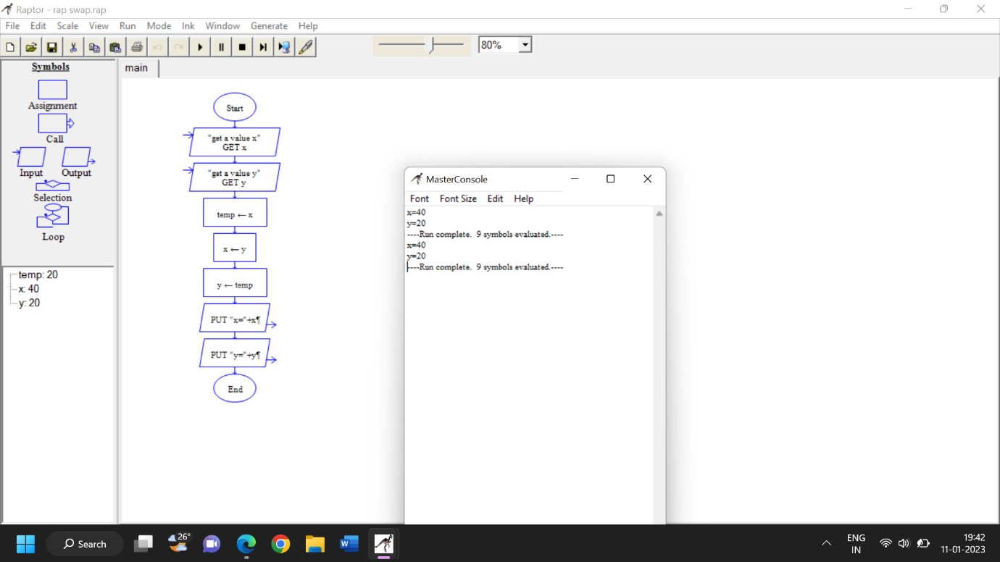 Raptor - rap swap.rap
File Edit Scale View Run Mode Ink Window Generate Help
80%
Symbols
Assignment
Call
Input Output
Selection
Loop
temp: 20
x: 40
y: 20
main
Start
"get a value x"
GET x
"get a value y"
GET y
temp ← x
x ← y
y ← temp
PUT "x="+x¶
PUT "y="+y¶
End
MasterConsole
Font Font Size Edit Help
x=40
y=20
----Run complete. 9 symbols evaluated.----
x=40
y=20
----Run complete. 9 symbols evaluated.----
Search
26°
W
ENG
IN
19:42
11-01-2023